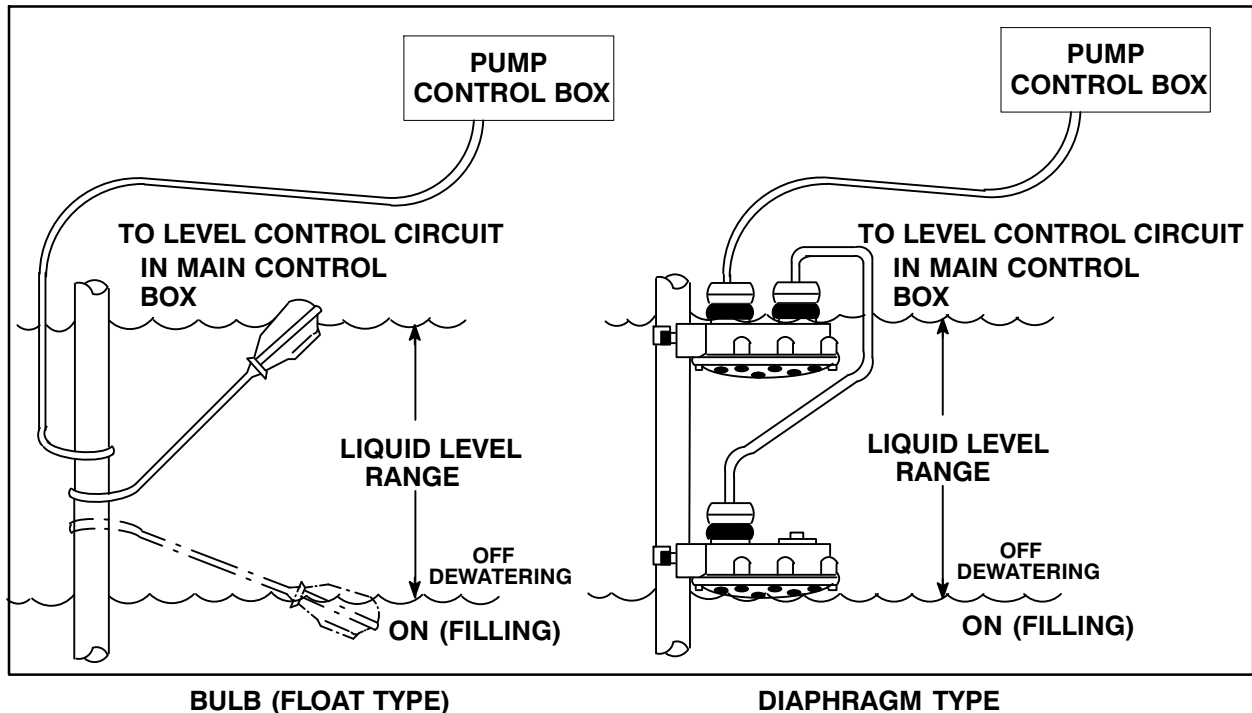 PUMP
CONTROL BOX
TO LEVEL CONTROL CIRCUIT
IN MAIN CONTROL
BOX
LIQUID LEVEL
RANGE
OFF
DEWATERING
ON (FILLING)
BULB (FLOAT TYPE)
PUMP
CONTROL BOX
TO LEVEL CONTROL CIRCUIT
IN MAIN CONTROL
BOX
LIQUID LEVEL
RANGE
OFF
DEWATERING
ON (FILLING)
DIAPHRAGM TYPE